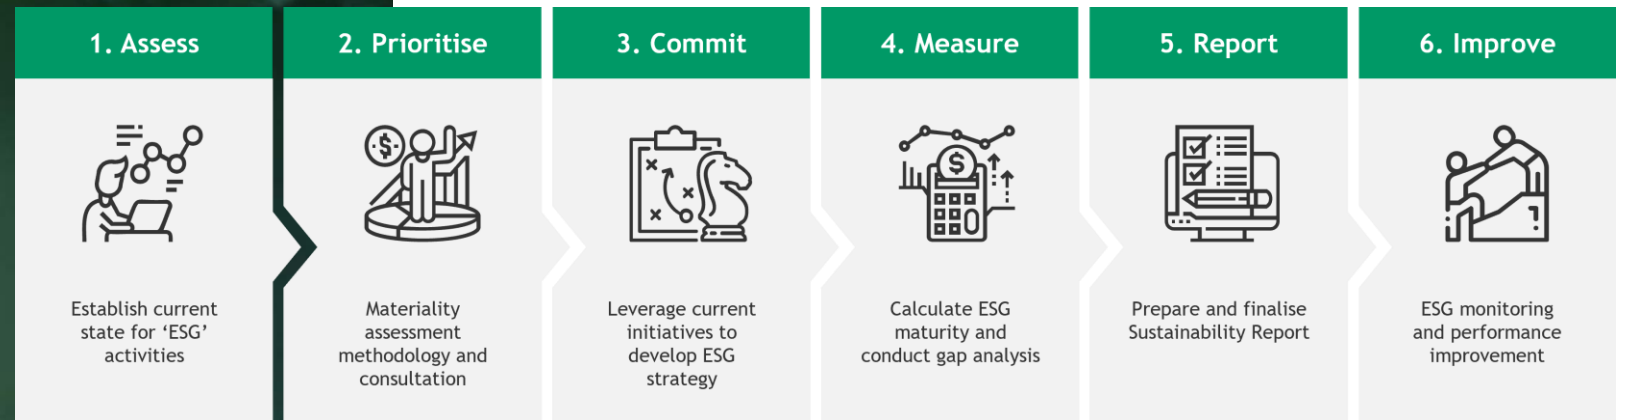 1. Assess
Establish current
state for ‘ESG’
activities
2. Prioritise
$
Materiality
assessment
methodology and
consultation
3. Commit
Leverage current
initiatives to
develop ESG
strategy
4. Measure
$
Calculate ESG
maturity and
conduct gap analysis
5. Report
Prepare and finalise
Sustainability Report
6. Improve
ESG monitoring
and performance
improvement